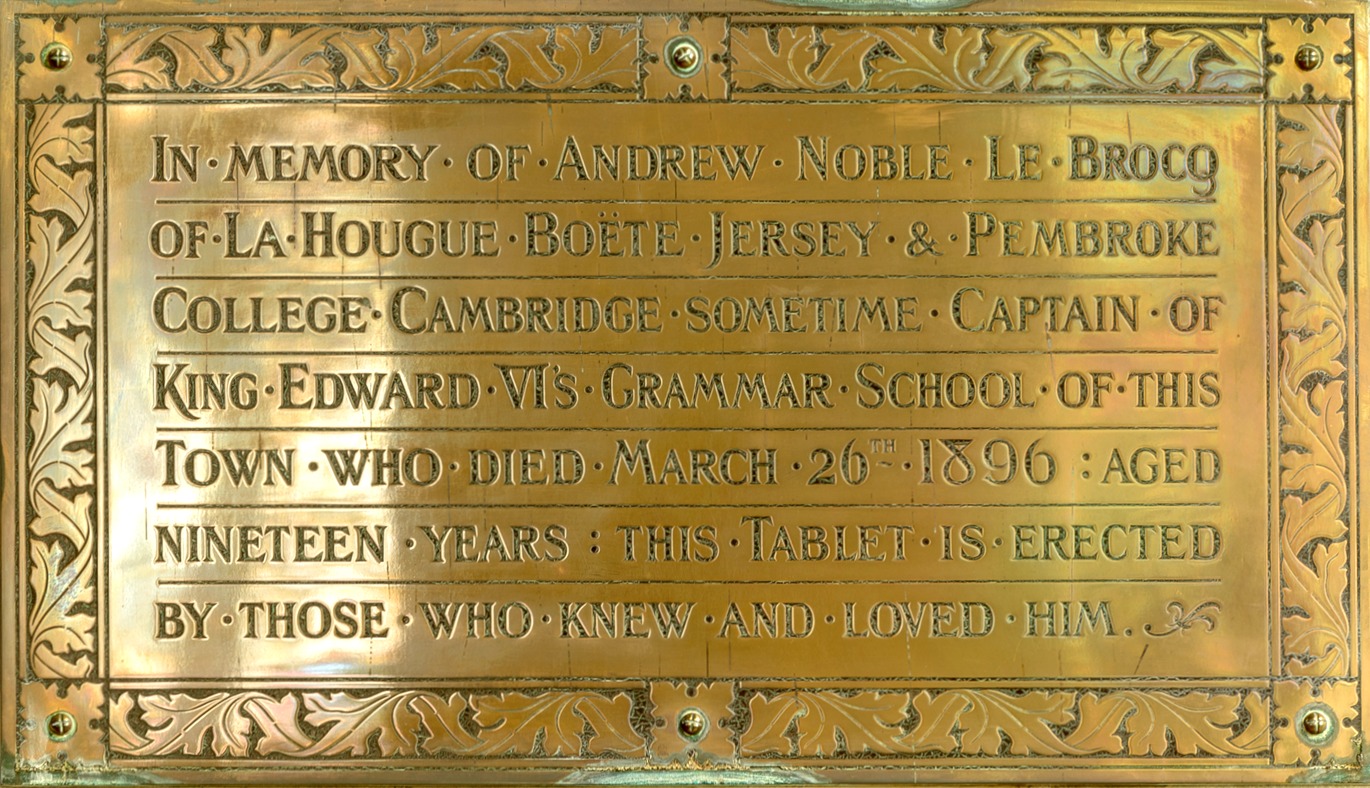 IN · MEMORY · OF · ANDREW · NOBLE · LE · BROCQ
OF · LA · HOUGUE · BOËTE · JERSEY · & · PEMBROKE
COLLEGE · CAMBRIDGE · SOMETIME · CAPTAIN · OF
KING · EDWARD · VI'S · GRAMMAR · SCHOOL · OF · THIS
TOWN · WHO · DIED · MARCH · 26TH · 1896 : AGED
NINETEEN · YEARS : THIS · TABLET · IS · ERECTED
BY · THOSE · WHO · KNEW · AND · LOVED · HIM.